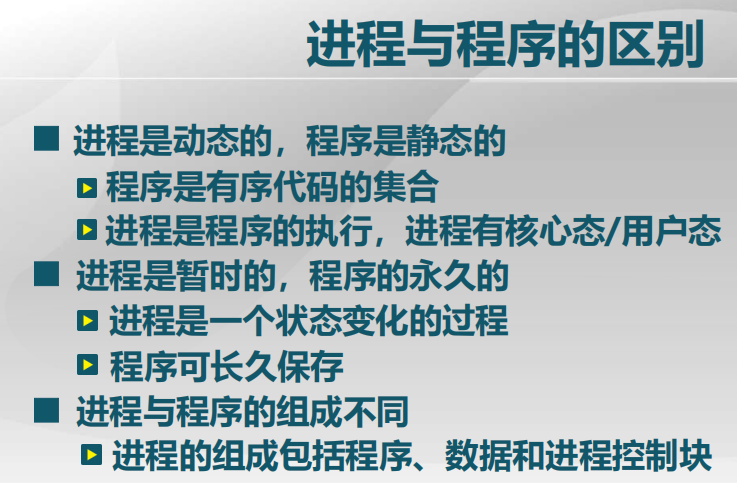 进程与程序的区别
进程是动态的，程序是静态的
程序是有序代码的集合
进程是程序的执行，进程有核心态/用户态
进程是暂时的，程序的永久的
进程是一个状态变化的过程
程序可长久保存
进程与程序的组成不同
进程的组成包括程序、数据和进程控制块